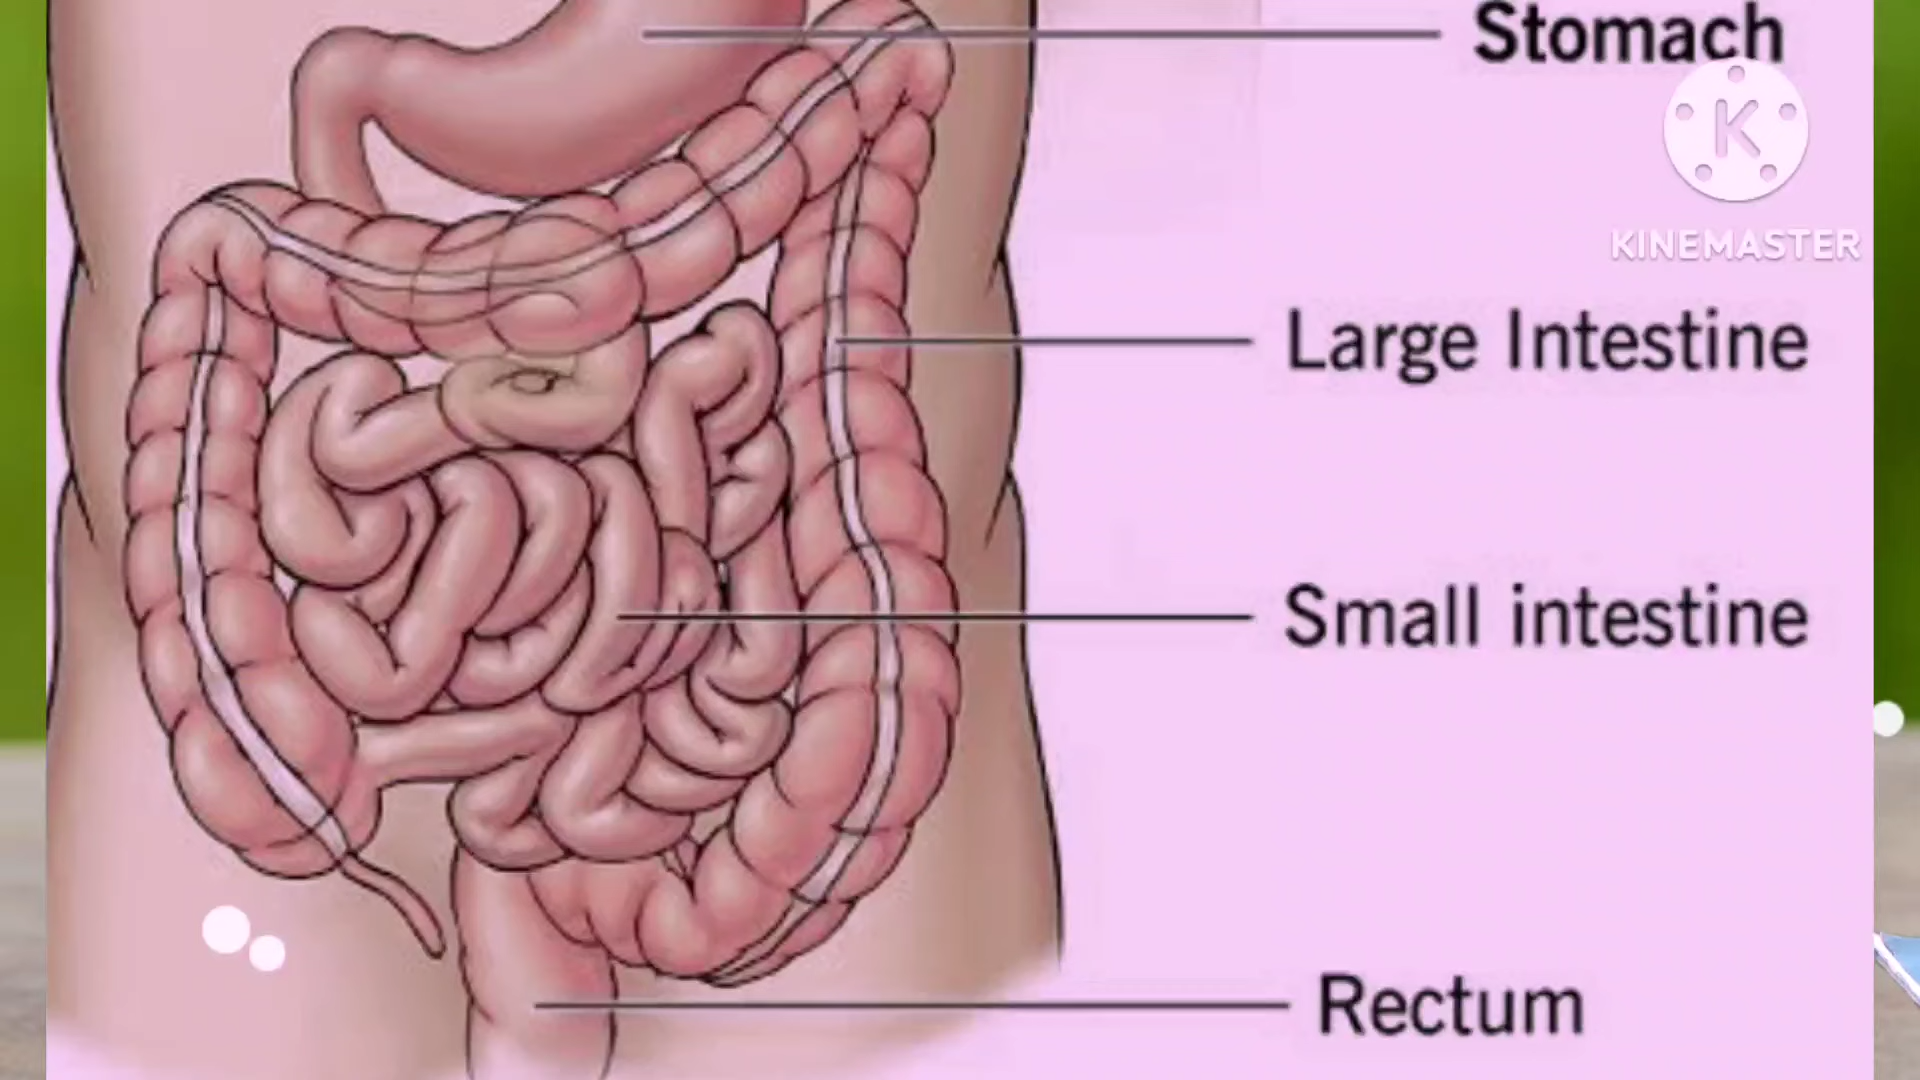 Stomach
K
KINEMASTER
Large Intestine
Small intestine
Rectum